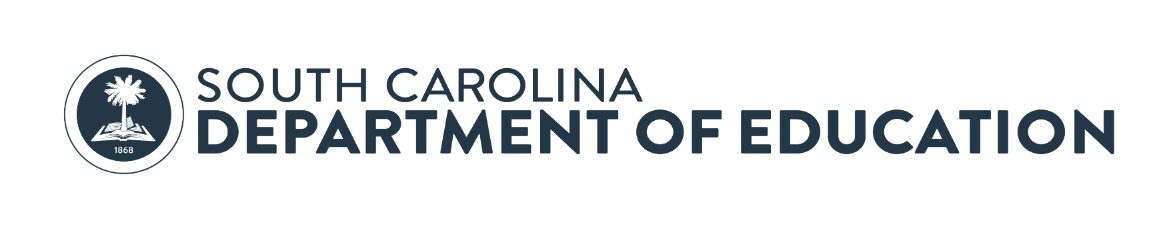 SOUTH CAROLINA
DEPARTMENT OF EDUCATION
1868